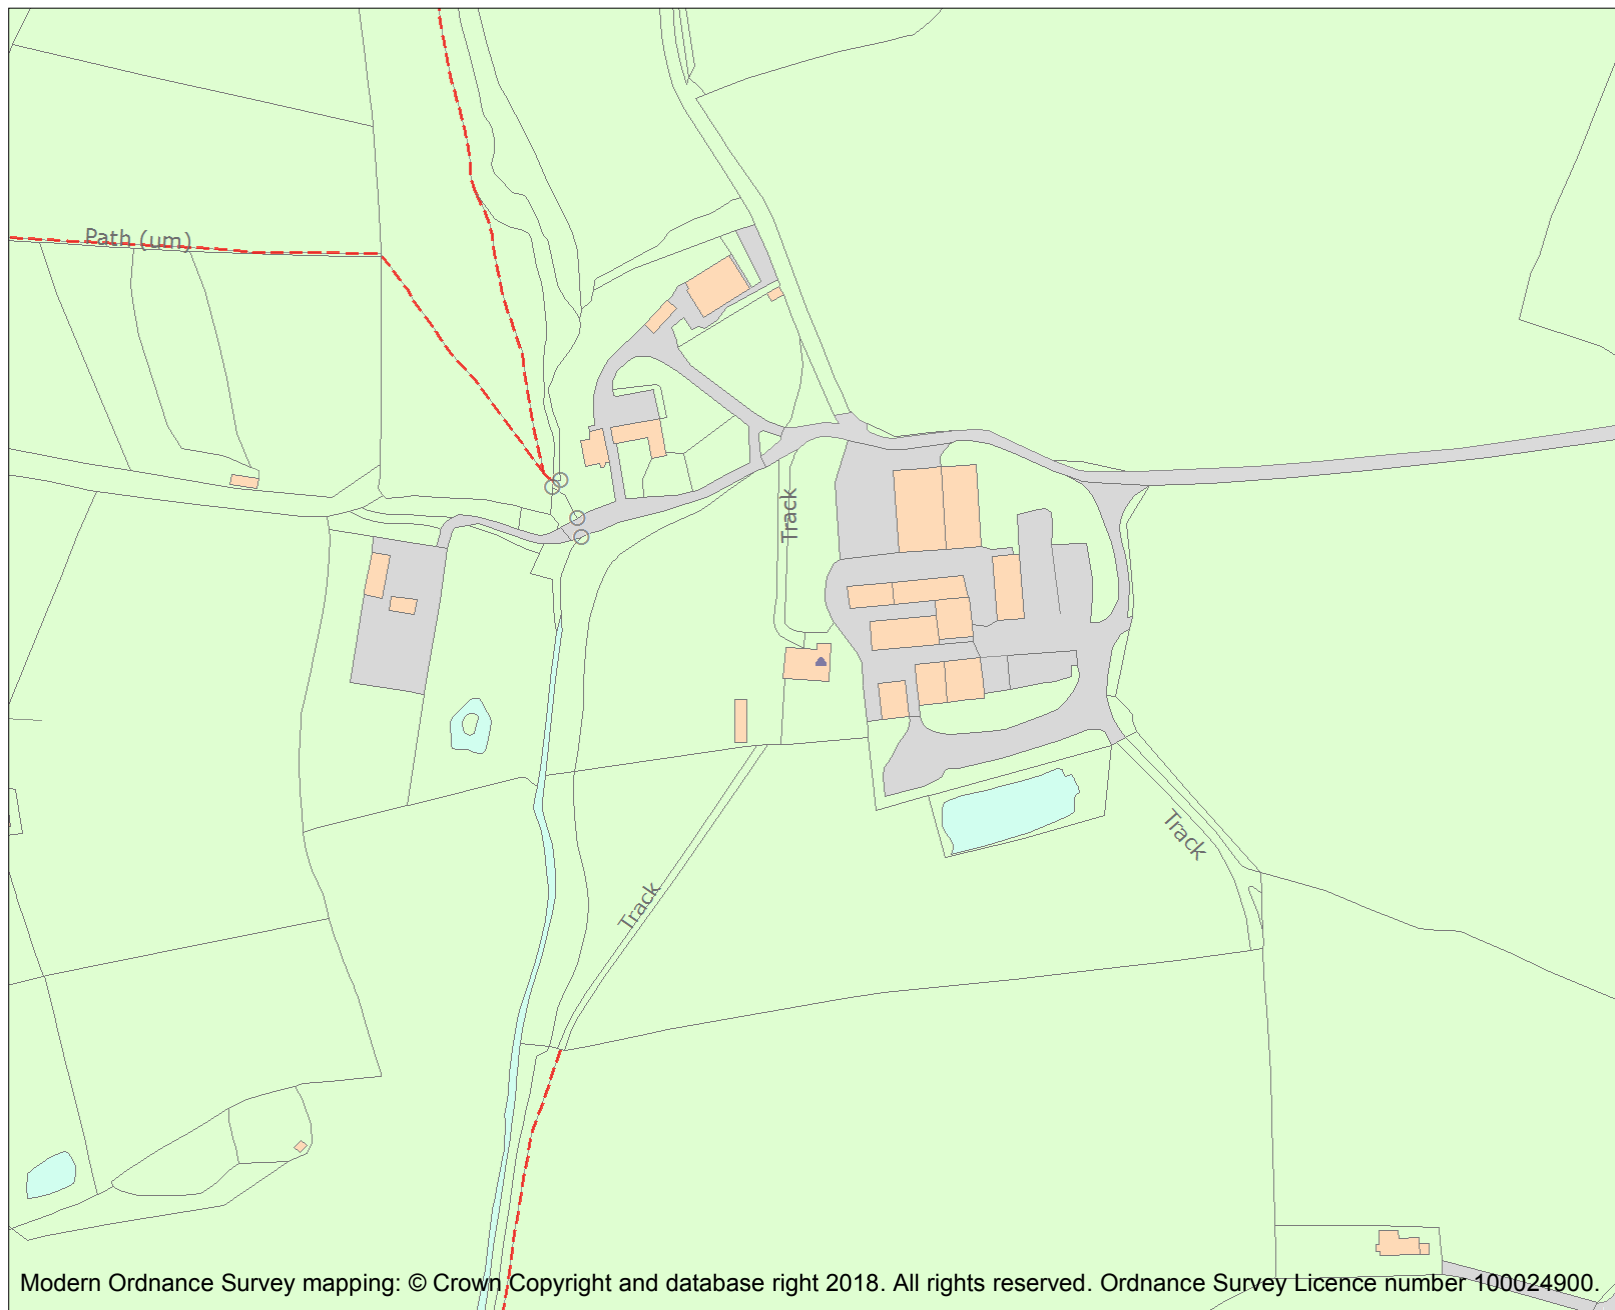 Path (um)
Track
Track
Track
Modern Ordnance Survey mapping: © Crown Copyright and database right 2018. All rights reserved. Ordnance Survey Licence number 100024900.